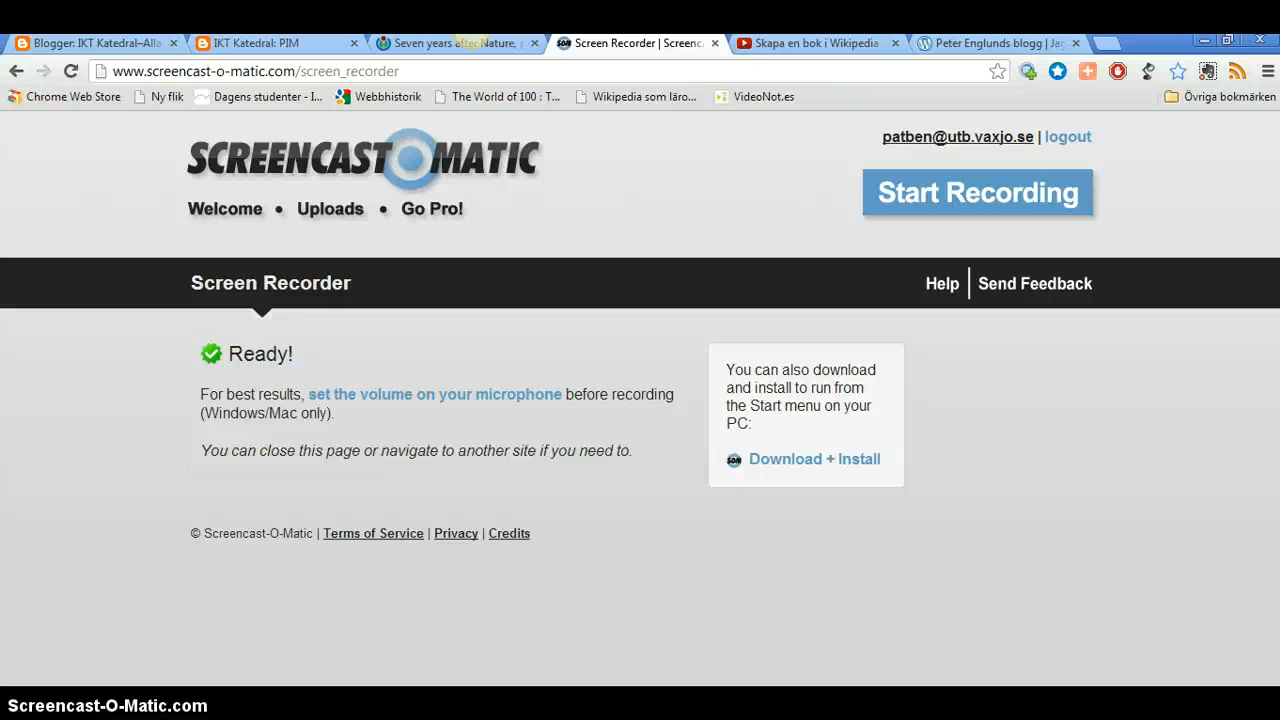 Blogger: IKT Katedral–Alla
IKT Katedral: PIM
Seven years after Nature,
Screen Recorder | Screenc
Skapa en bok i Wikipedia
Peter Englunds blogg | Jag
www.screencast-o-matic.com/screen_recorder
Chrome Web Store
Ny flik
Dagens studenter - I...
Webbhistorik
The World of 100 : T...
Wikipedia som läro...
VideoNot.es
Övriga bokmärken
SCREENCAST MATIC
patben@utb.vaxjo.se | logout
Start Recording
Welcome • Uploads • Go Pro!
Screen Recorder
Help | Send Feedback
Ready!
For best results, set the volume on your microphone before recording
(Windows/Mac only).
You can close this page or navigate to another site if you need to.
You can also download
and install to run from
the Start menu on your
PC:
SOM Download + Install
© Screencast-O-Matic | Terms of Service | Privacy | Credits
Screencast-O-Matic.com